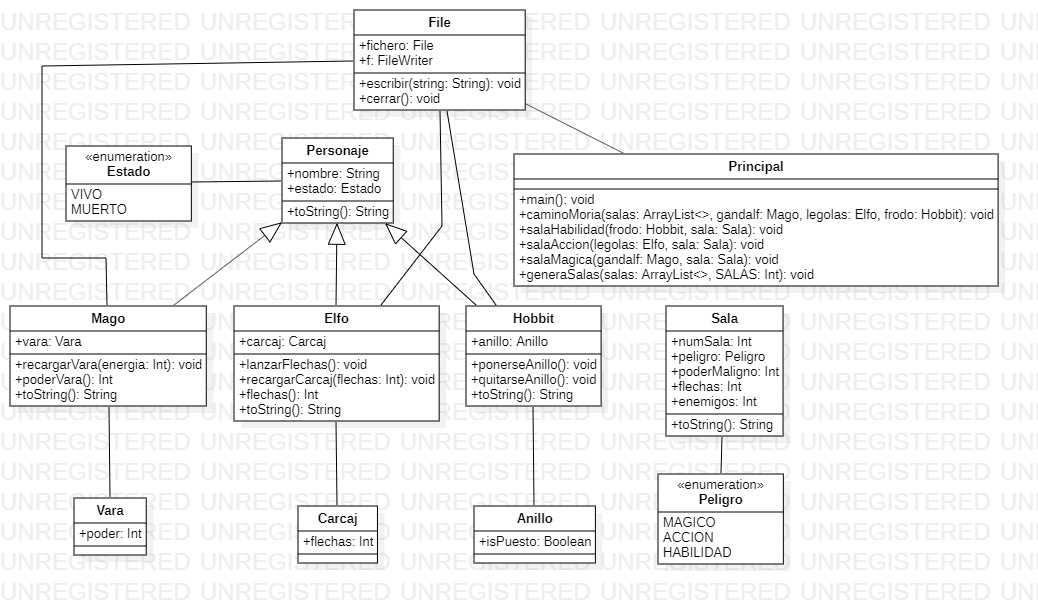 File
+fichero: File
+f: FileWriter
+escribir(string: String): void
+cerrar(): void
«enumeration»
Estado
VIVO
MUERTO
Personaje
+nombre: String
+estado: Estado
+toString(): String
Principal
+main(): void
+caminoMoria(salas: ArrayList<>, gandalf: Mago, legolas: Elfo, frodo: Hobbit): void
+salaHabilidad(frodo: Hobbit, sala: Sala): void
+salaAccion(legolas: Elfo, sala: Sala): void
+salaMagica(gandalf: Mago, sala: Sala): void
+generaSalas(salas: ArrayList<>, SALAS: Int): void
Mago
+vara: Vara
+recargarVara(energia: Int): void
+poderVara(): Int
+toString(): String
Elfo
+carcaj: Carcaj
+lanzarFlechas(): void
+recargarCarcaj(flechas: Int): void
+flechas(): Int
+toString(): String
Hobbit
+anillo: Anillo
+ponerseAnillo(): void
+quitarseAnillo(): void
+toString(): String
Sala
+numSala: Int
+peligro: Peligro
+poderMaligno: Int
+flechas: Int
+enemigos: Int
+toString(): String
Vara
+poder: Int
Carcaj
+flechas: Int
Anillo
+isPuesto: Boolean
«enumeration»
Peligro
MAGICO
ACCION
HABILIDAD
UNREGISTERED